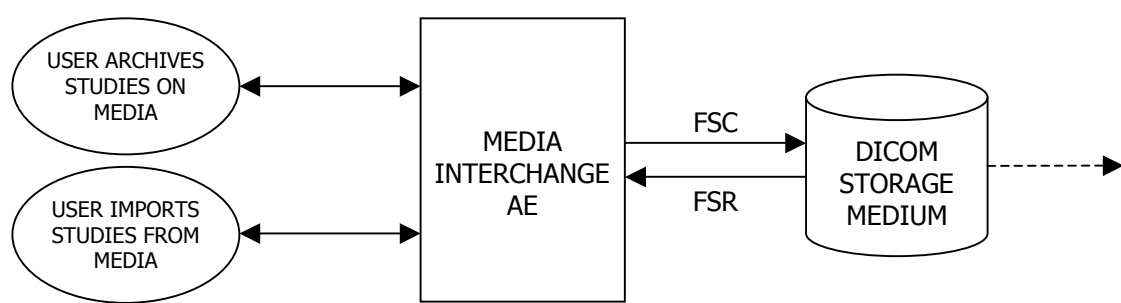 USER ARCHIVES
STUDIES ON
MEDIA
USER IMPORTS
STUDIES FROM
MEDIA
MEDIA
INTERCHANGE
AE
FSC
FSR
DICOM
STORAGE
MEDIUM